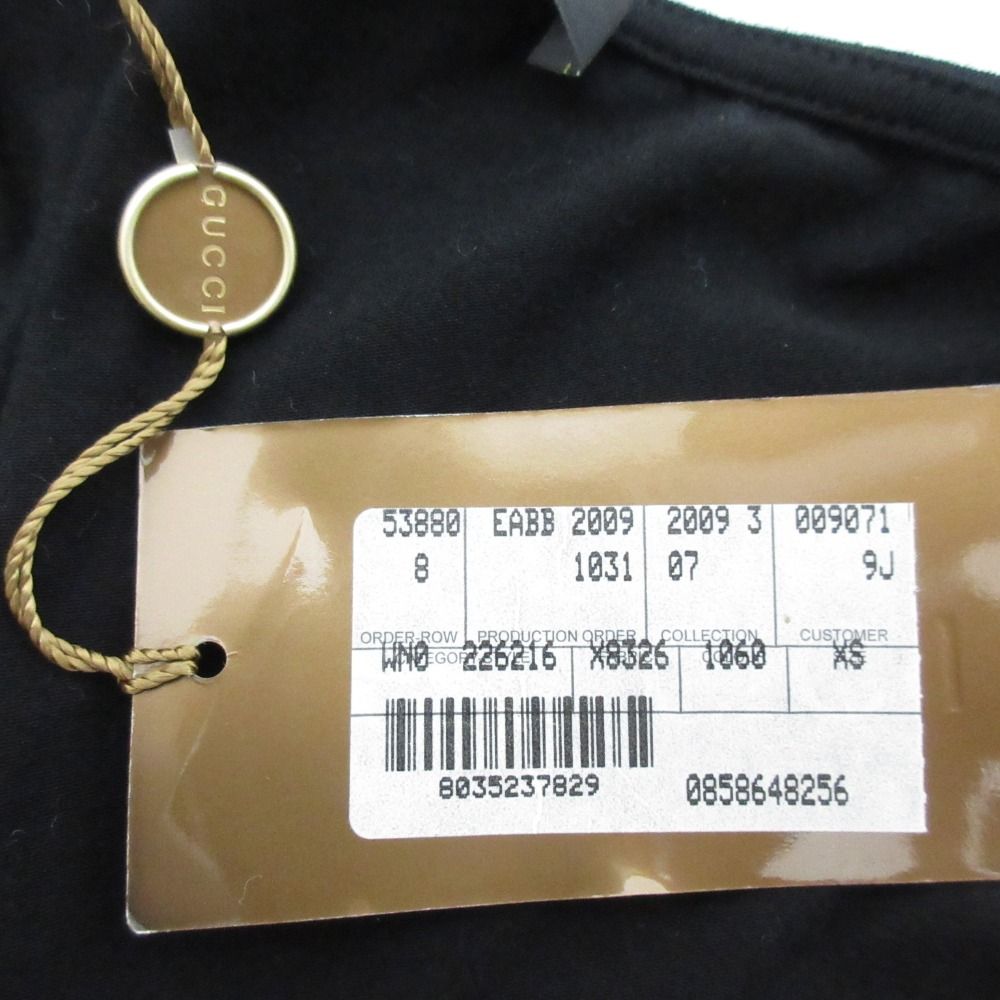 GUCCI
53880 EABB 2009 2009 3 009071
8 1031 07 9J
ORDER-ROW PRODUCTION ORDER COLLECTION CUSTOMER
WN0 226216 X8326 1060 XS
8035237829 0858648256